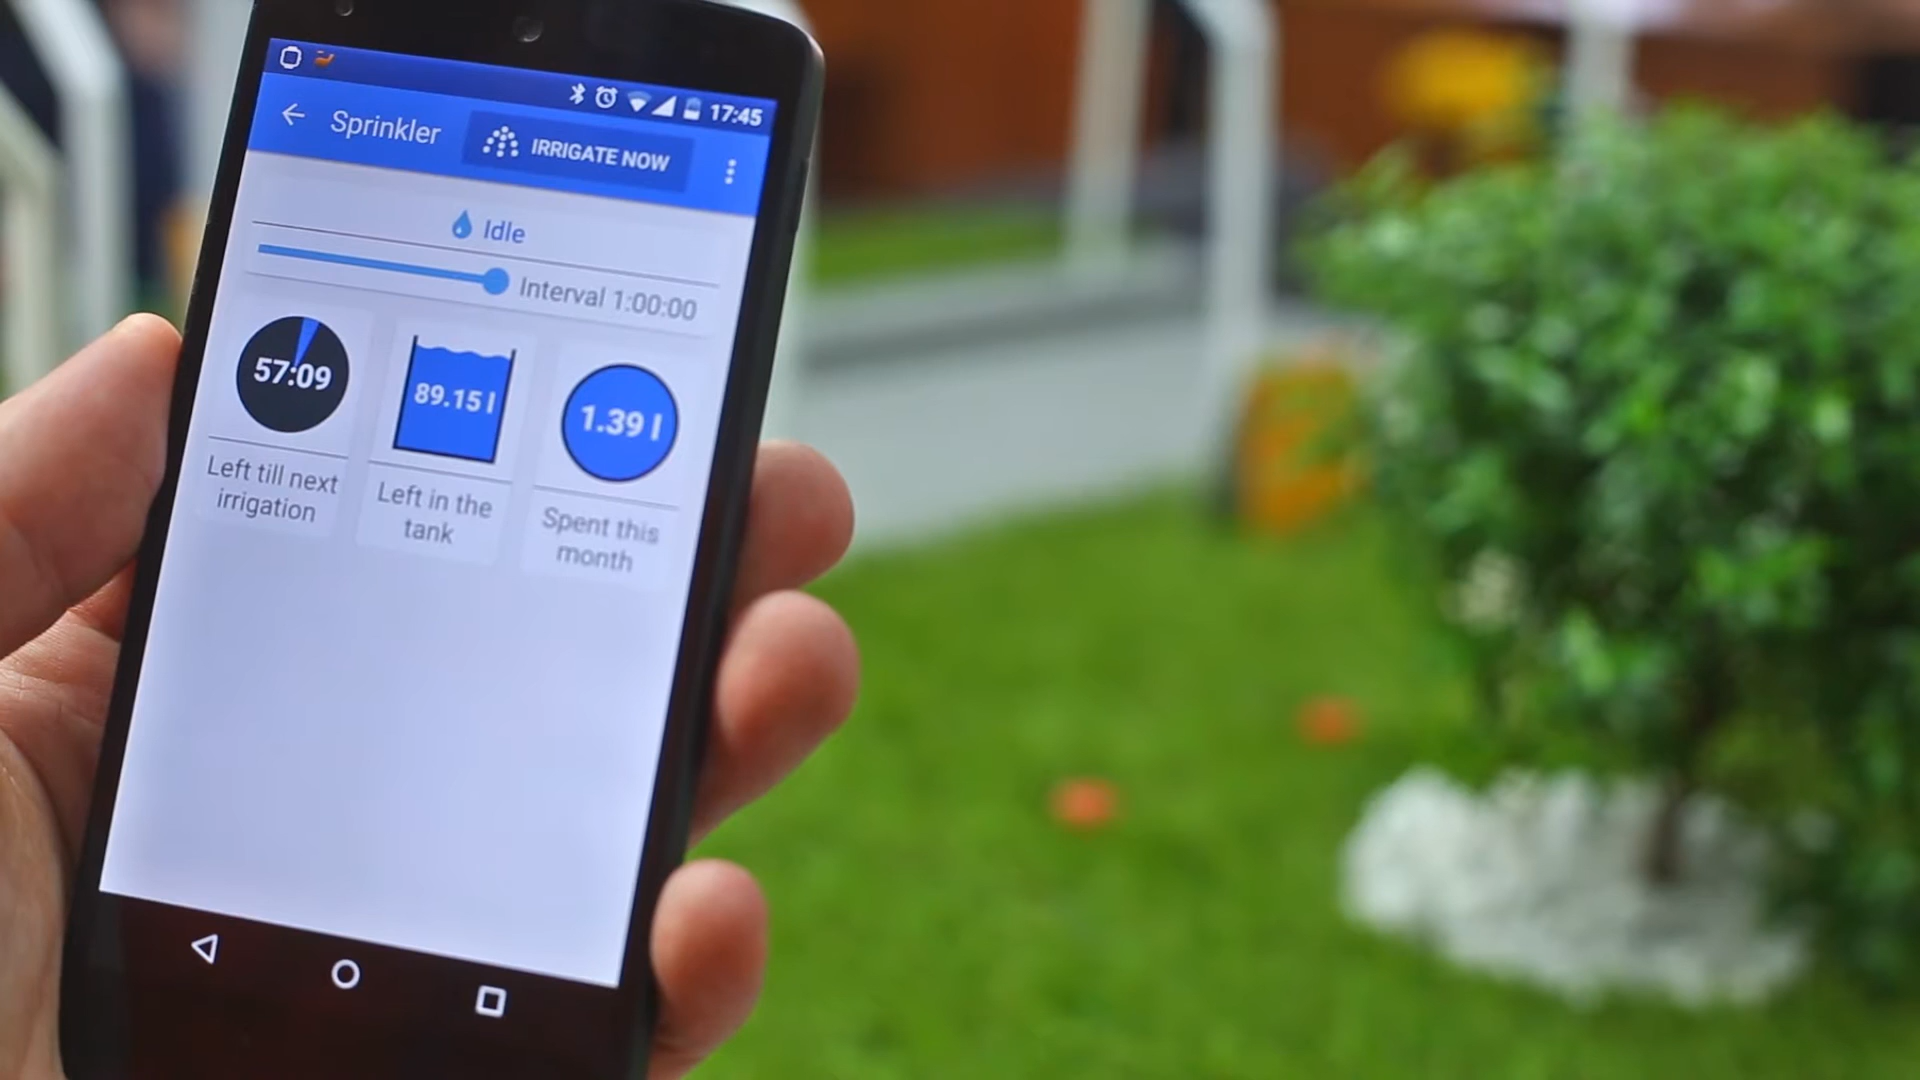 17:45
Sprinkler
IRRIGATE NOW
Idle
Interval 1:00:00
57:09
89.15 l
1.39 l
Left till next
irrigation
Left in the
tank
Spent this
month